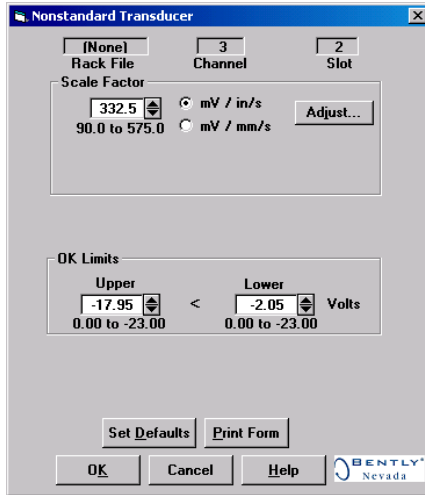 Nonstandard Transducer
(None) 3 2
Rack File Channel Slot
Scale Factor
332.5 mV / in/s Adjust...
90.0 to 575.0 mV / mm/s
OK Limits
Upper Lower
-17.95 < -2.05 Volts
0.00 to -23.00 0.00 to -23.00
Set Defaults Print Form
OK Cancel Help BENTLY
Nevada